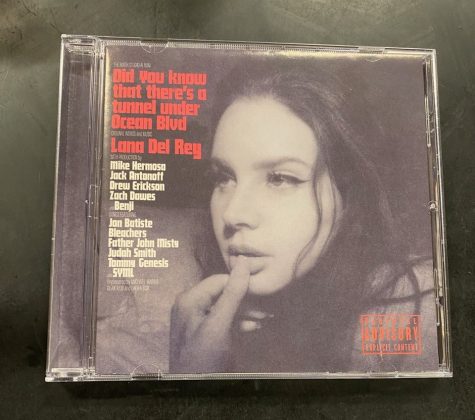 Did you know
that there's a
tunnel under
Ocean Blvd
Lana Del Rey
Mike Hermosa
Jack Antonoff
Drew Erickson
Zach Dawes
Benji
Jon Batiste
Bleachers
Father John Misty
Judah Smith
Tommy Genesis
SYML
PARENTAL
ADVISORY
EXPLICIT CONTENT